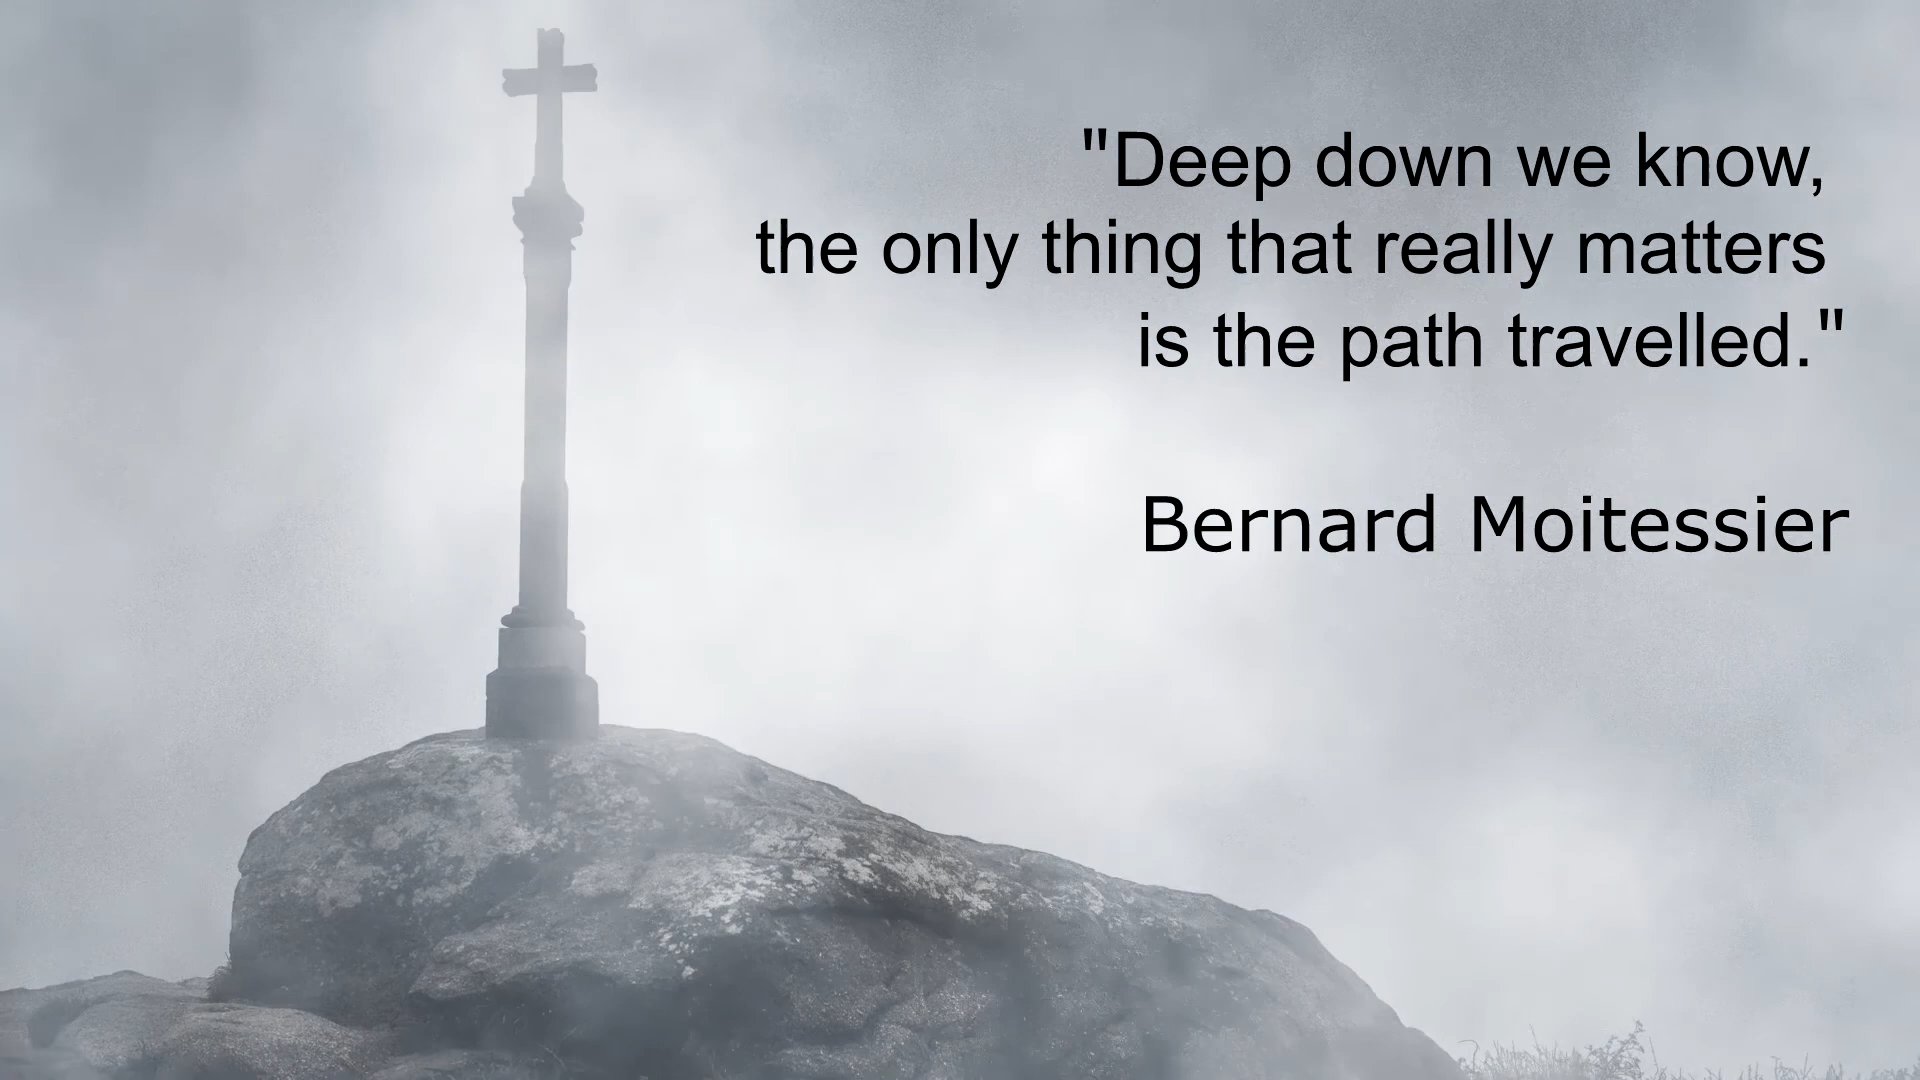 "Deep down we know,
the only thing that really matters
is the path travelled."
Bernard Moitessier